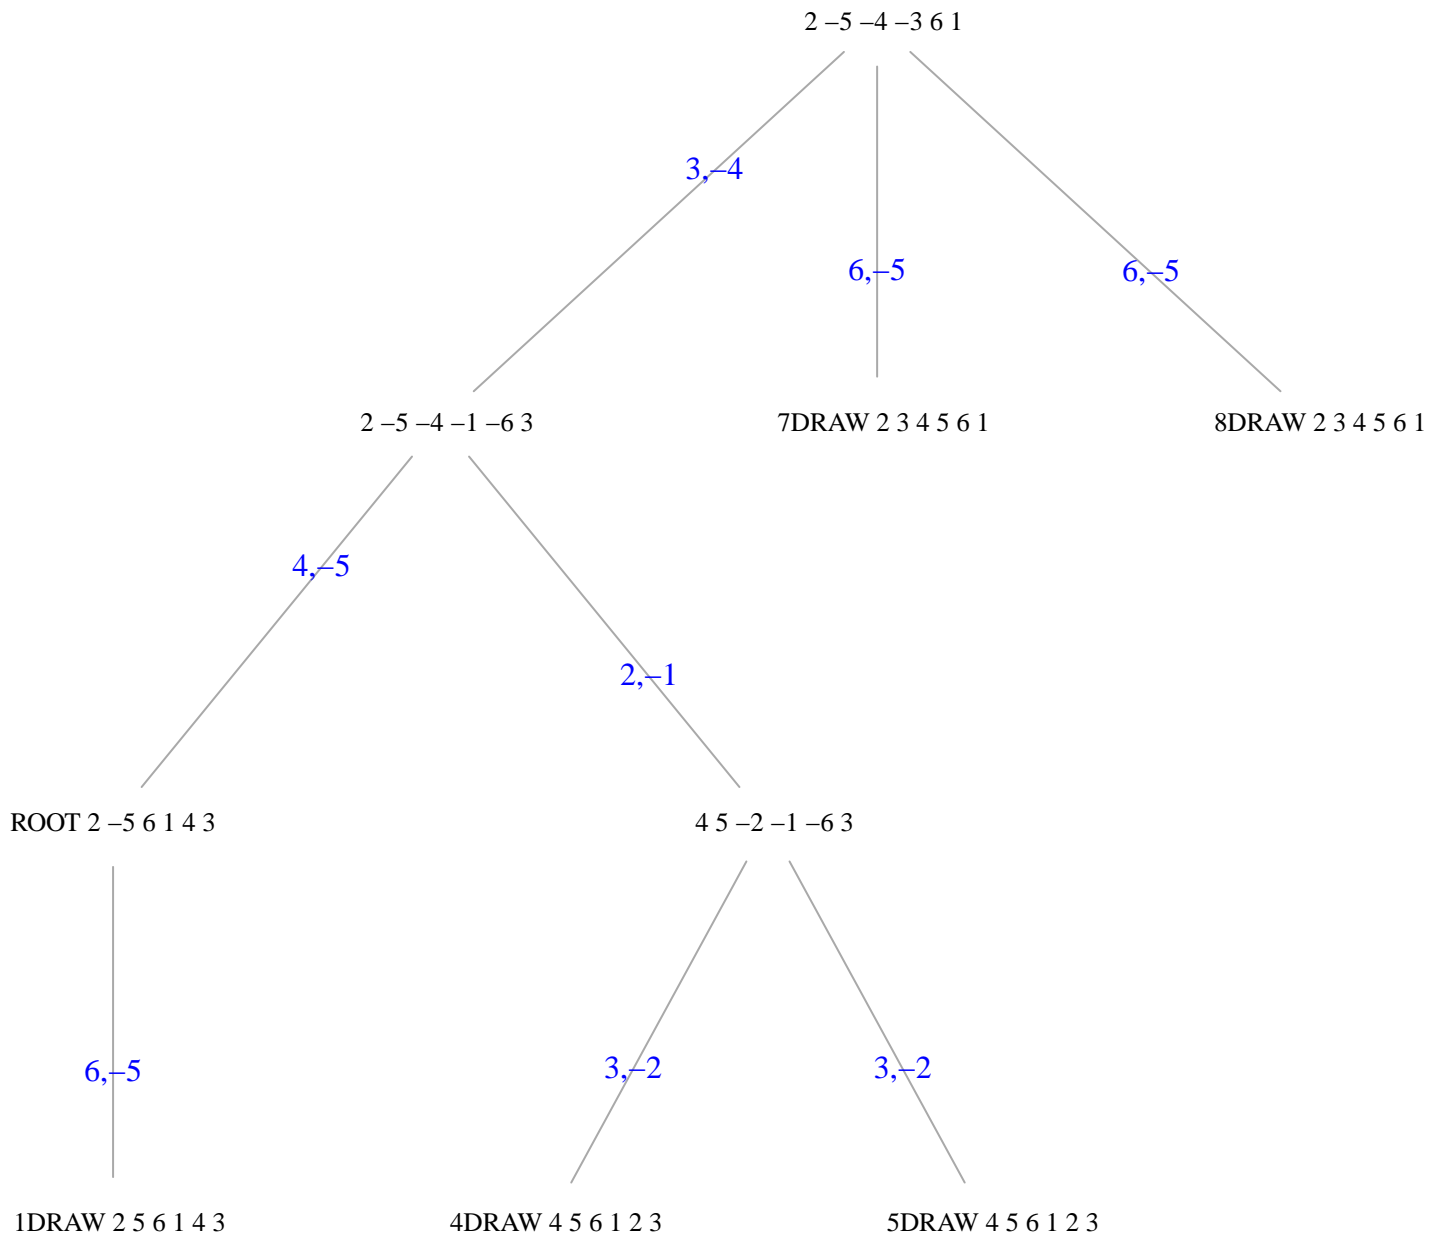 2 –5 –4 –3 6 1
3,–4
6,–5
6,–5
2 –5 –4 –1 –6 3
7DRAW 2 3 4 5 6 1
8DRAW 2 3 4 5 6 1
4,–5
2,–1
ROOT 2 –5 6 1 4 3
4 5 –2 –1 –6 3
6,–5
3,–2
3,–2
1DRAW 2 5 6 1 4 3
4DRAW 4 5 6 1 2 3
5DRAW 4 5 6 1 2 3